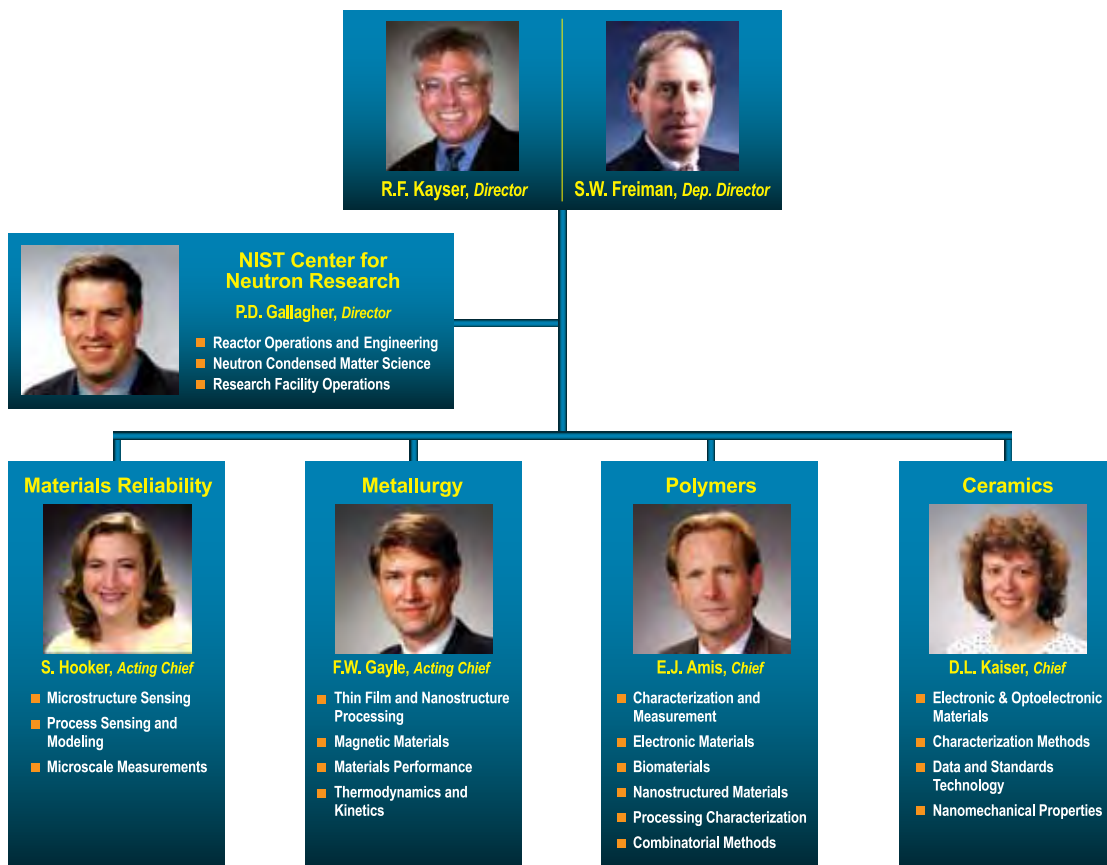 R.F. Kayser, Director
S.W. Freiman, Dep. Director
NIST Center for
Neutron Research
P.D. Gallagher, Director
Reactor Operations and Engineering
Neutron Condensed Matter Science
Research Facility Operations
Materials Reliability
S. Hooker, Acting Chief
Microstructure Sensing
Process Sensing and
Modeling
Microscale Measurements
Metallurgy
F.W. Gayle, Acting Chief
Thin Film and Nanostructure
Processing
Magnetic Materials
Materials Performance
Thermodynamics and
Kinetics
Polymers
E.J. Amis, Chief
Characterization and
Measurement
Electronic Materials
Biomaterials
Nanostructured Materials
Processing Characterization
Combinatorial Methods
Ceramics
D.L. Kaiser, Chief
Electronic & Optoelectronic
Materials
Characterization Methods
Data and Standards
Technology
Nanomechanical Properties